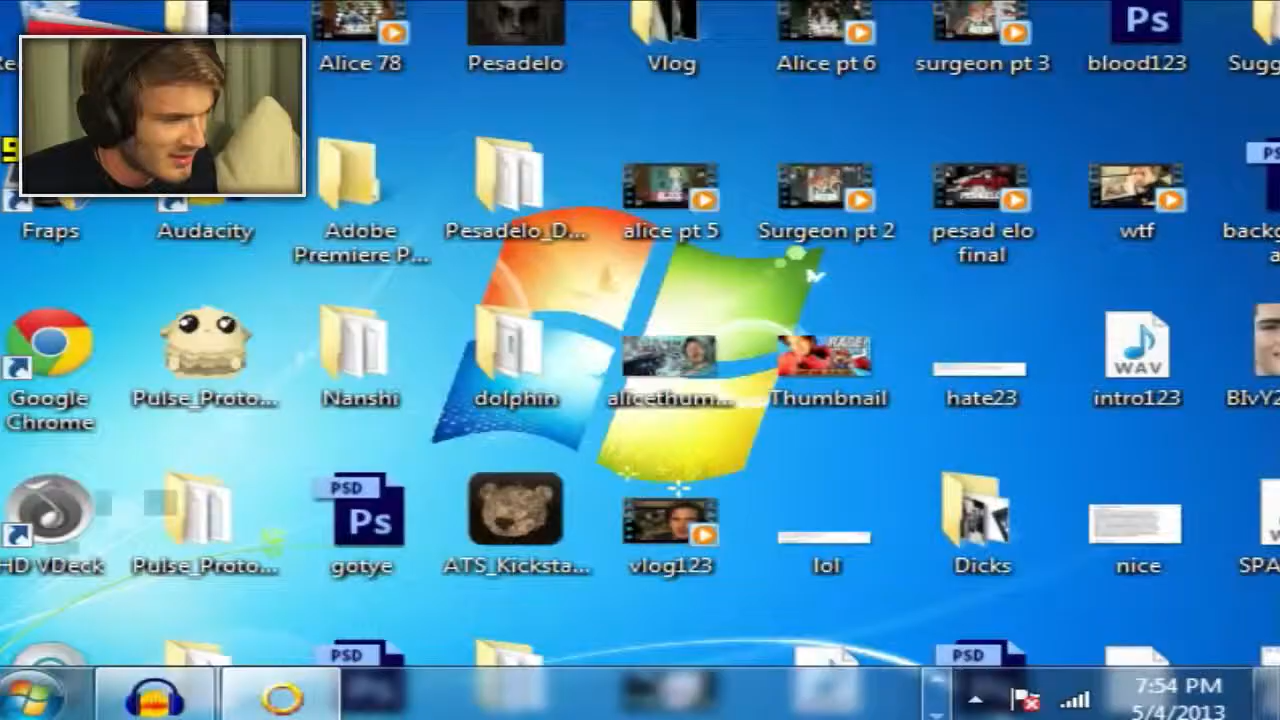 Alice 78
Pesadelo
Vlog
Alice pt 6
surgeon pt 3
Ps
blood123
Sugg
Fraps
Audacity
Adobe
Premiere P...
Pesadelo_D...
alice pt 5
Surgeon pt 2
pesad elo
final
wtf
PS
backg
a
Google
Chrome
Pulse_Proto...
Nanshi
dolphin
alicethum...
Thumbnail
hate23
WAV
intro123
BIvY2
HD VDeck
Pulse_Proto...
PSD
Ps
gotye
ATS_Kicksta...
vlog123
lol
Dicks
nice
SPA
PSD
PSD
7:54 PM
5/4/2013